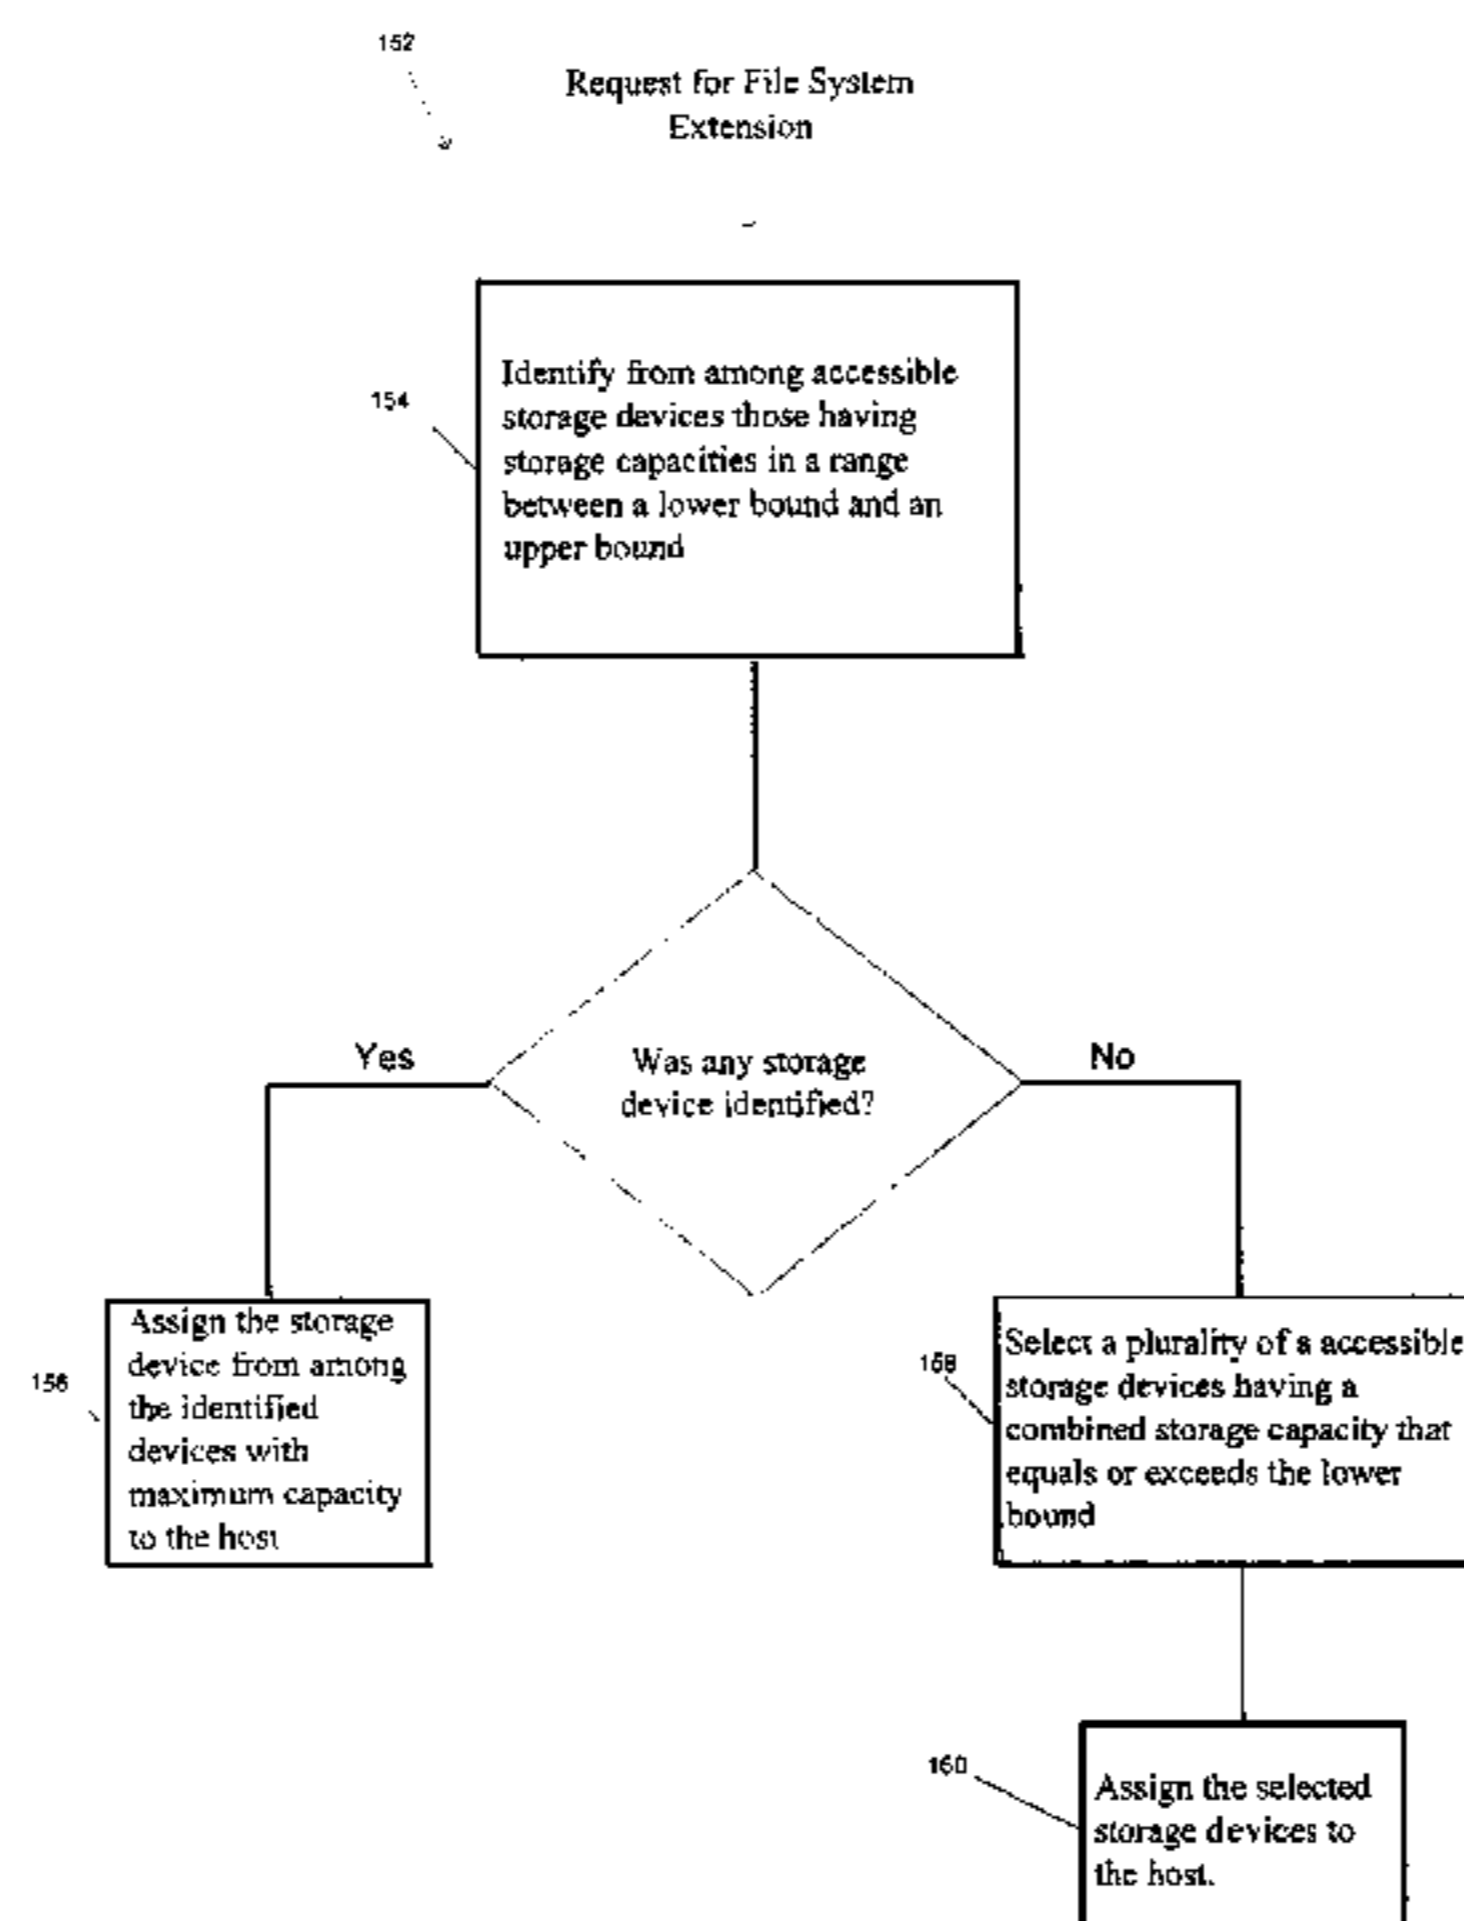 152
Request for File System
Extension
154
Identify from among accessible
storage devices those having
storage capacities in a range
between a lower bound and an
upper bound
Yes
Was any storage
device identified?
No
156
Assign the storage
device from among
the identified
devices with
maximum capacity
to the host
158
Select a plurality of a accessible
storage devices having a
combined storage capacity that
equals or exceeds the lower
bound
160
Assign the selected
storage devices to
the host.